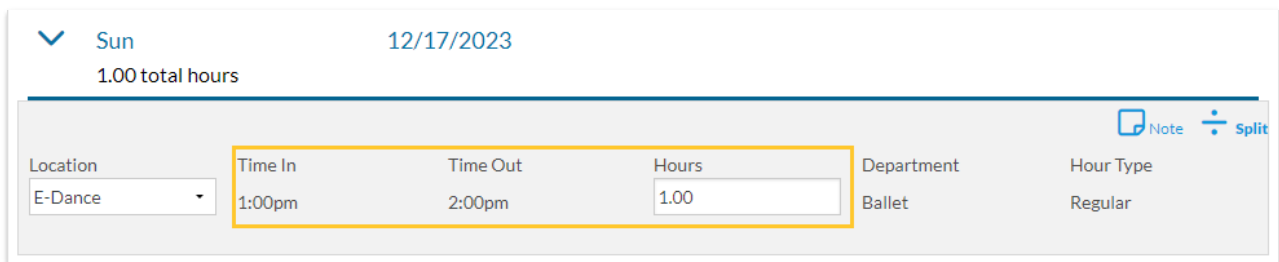 Sun 12/17/2023
1.00 total hours
Note Split
Location Time In Time Out Hours Department Hour Type
E-Dance 1:00pm 2:00pm 1.00 Ballet Regular